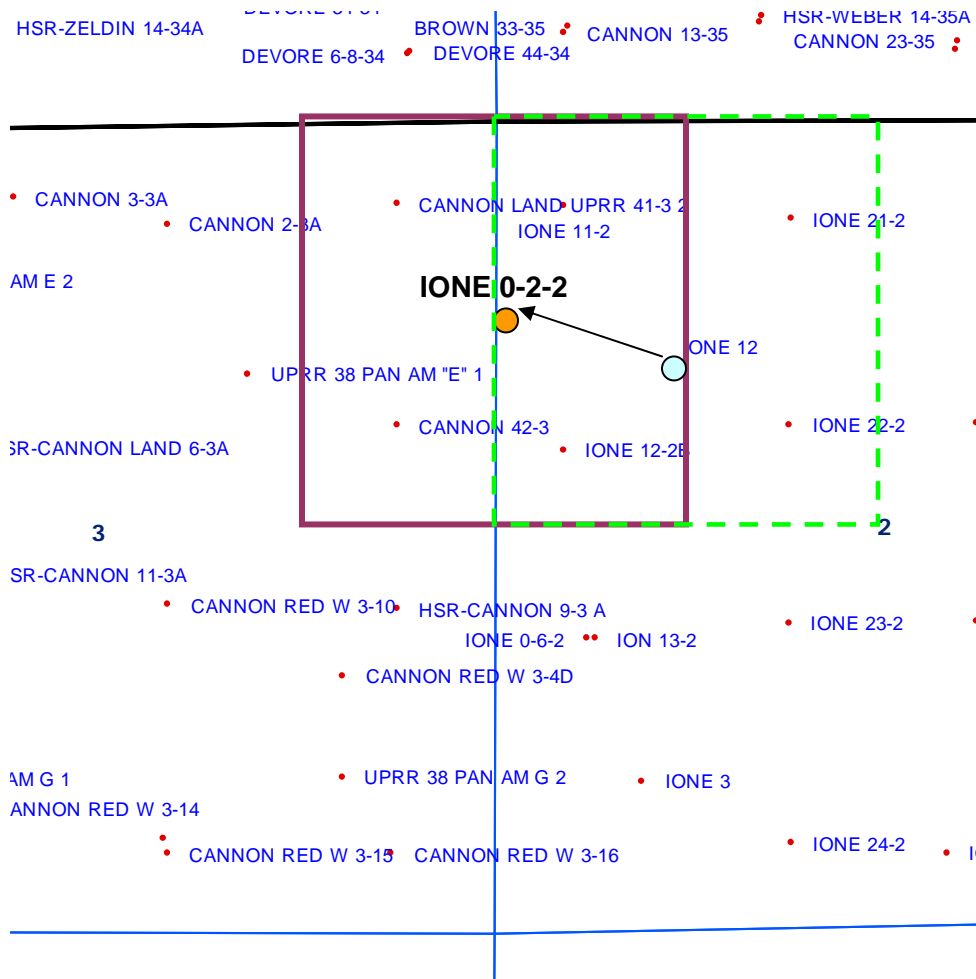 HSR-ZELDIN 14-34A
BROWN 33-35
CANNON 13-35
HSR-WEBER 14-35A
CANNON 23-35
DEVORE 6-8-34
DEVORE 44-34
CANNON 3-3A
CANNON 2-3A
CANNON LAND UPRR 41-3 2
IONE 11-2
IONE 21-2
AM E 2
IONE 0-2-2
ONE 12
UPRR 38 PAN AM "E" 1
CANNON 42-3
IONE 22-2
SR-CANNON LAND 6-3A
IONE 12-2B
3
2
SR-CANNON 11-3A
CANNON RED W 3-10
HSR-CANNON 9-3 A
IONE 23-2
IONE 0-6-2
ION 13-2
CANNON RED W 3-4D
AM G 1
UPRR 38 PAN AM G 2
IONE 3
ANNON RED W 3-14
IONE 24-2
CANNON RED W 3-15
CANNON RED W 3-16